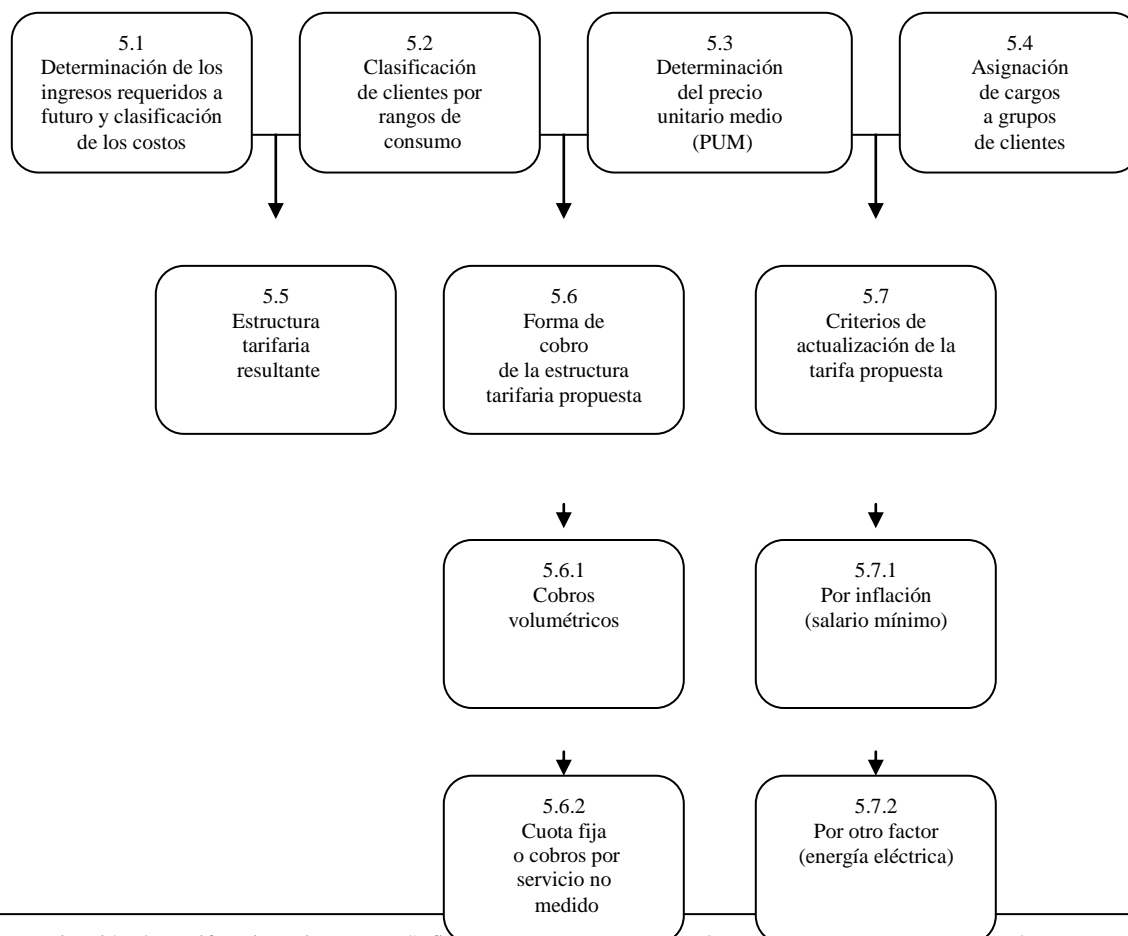 5.1
Determinación de los
ingresos requeridos a
futuro y clasificación
de los costos
5.2
Clasificación
de clientes por
rangos de
consumo
5.3
Determinación
del precio
unitario medio
(PUM)
5.4
Asignación
de cargos
a grupos
de clientes
5.5
Estructura
tarifaria
resultante
5.6
Forma de
cobro
de la estructura
tarifaria propuesta
5.7
Criterios de
actualización de la
tarifa propuesta
5.6.1
Cobros
volumétricos
5.7.1
Por inflación
(salario mínimo)
5.6.2
Cuota fija
o cobros por
servicio no
medido
5.7.2
Por otro factor
(energía eléctrica)